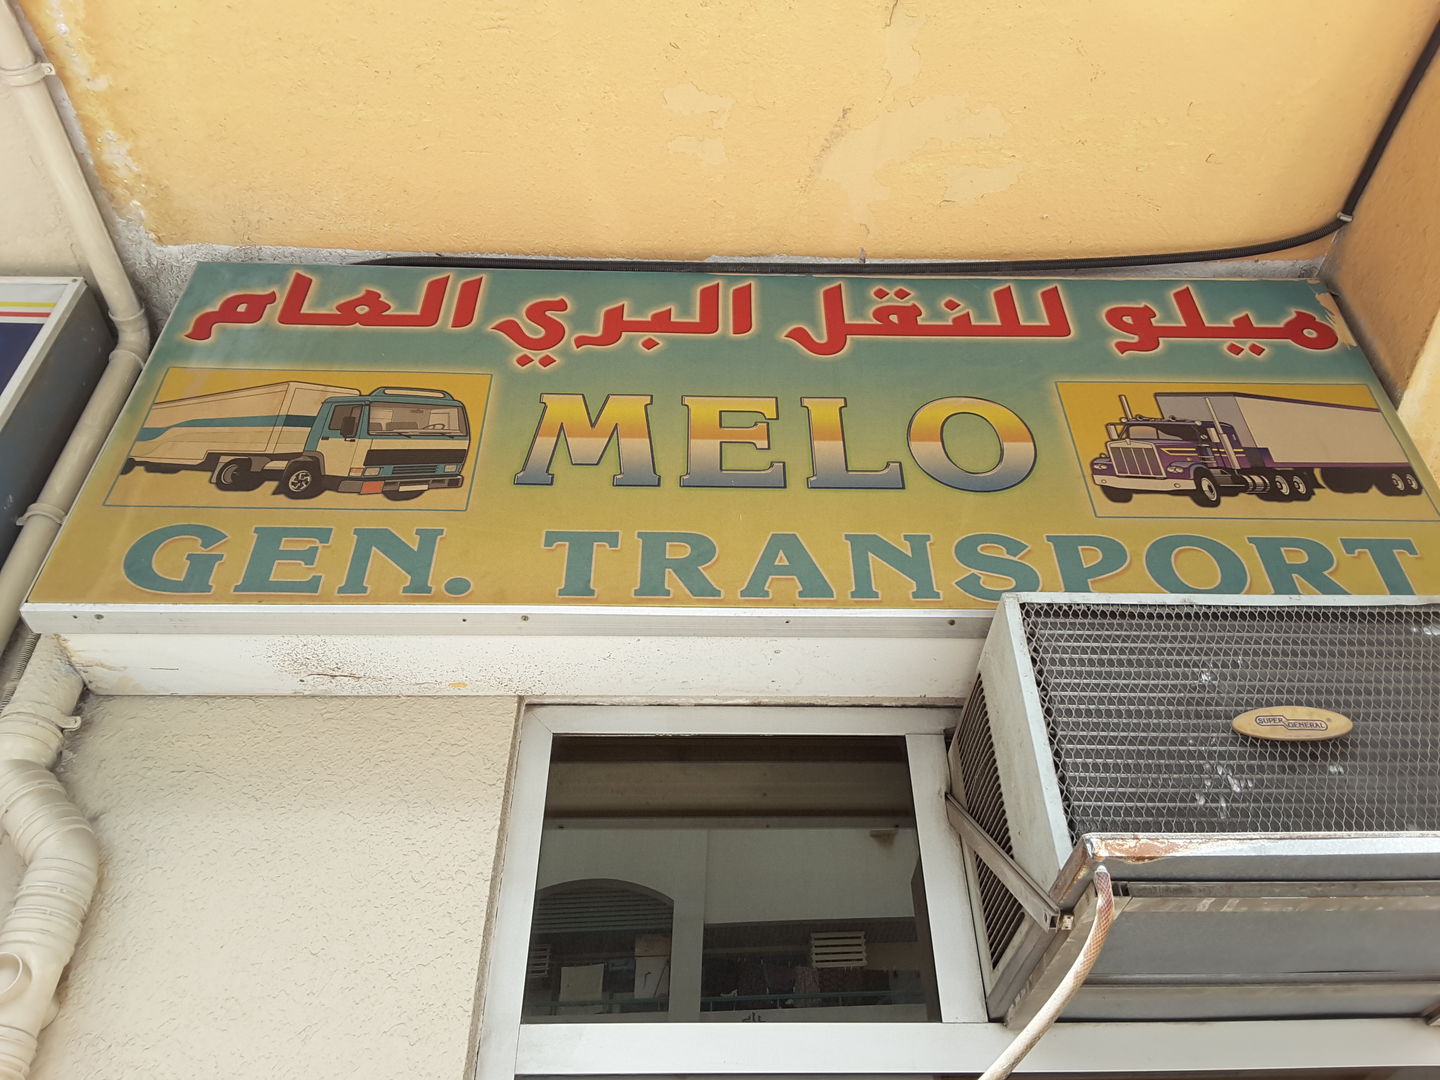 ميلو للنقل البري العام
MELO
GEN. TRANSPORT
SUPER GENERAL